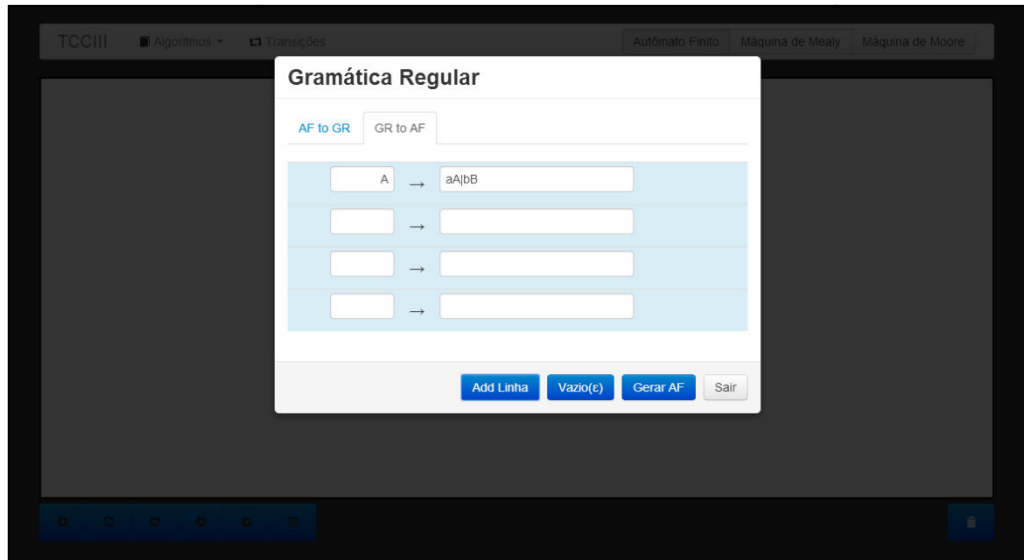 TCCIII Algoritmos Transições Autômato Finito Máquina de Mealy Máquina de Moore
Gramática Regular
AF to GR GR to AF
A → aA|bB
→
→
→
Add Linha Vazio(ε) Gerar AF Sair